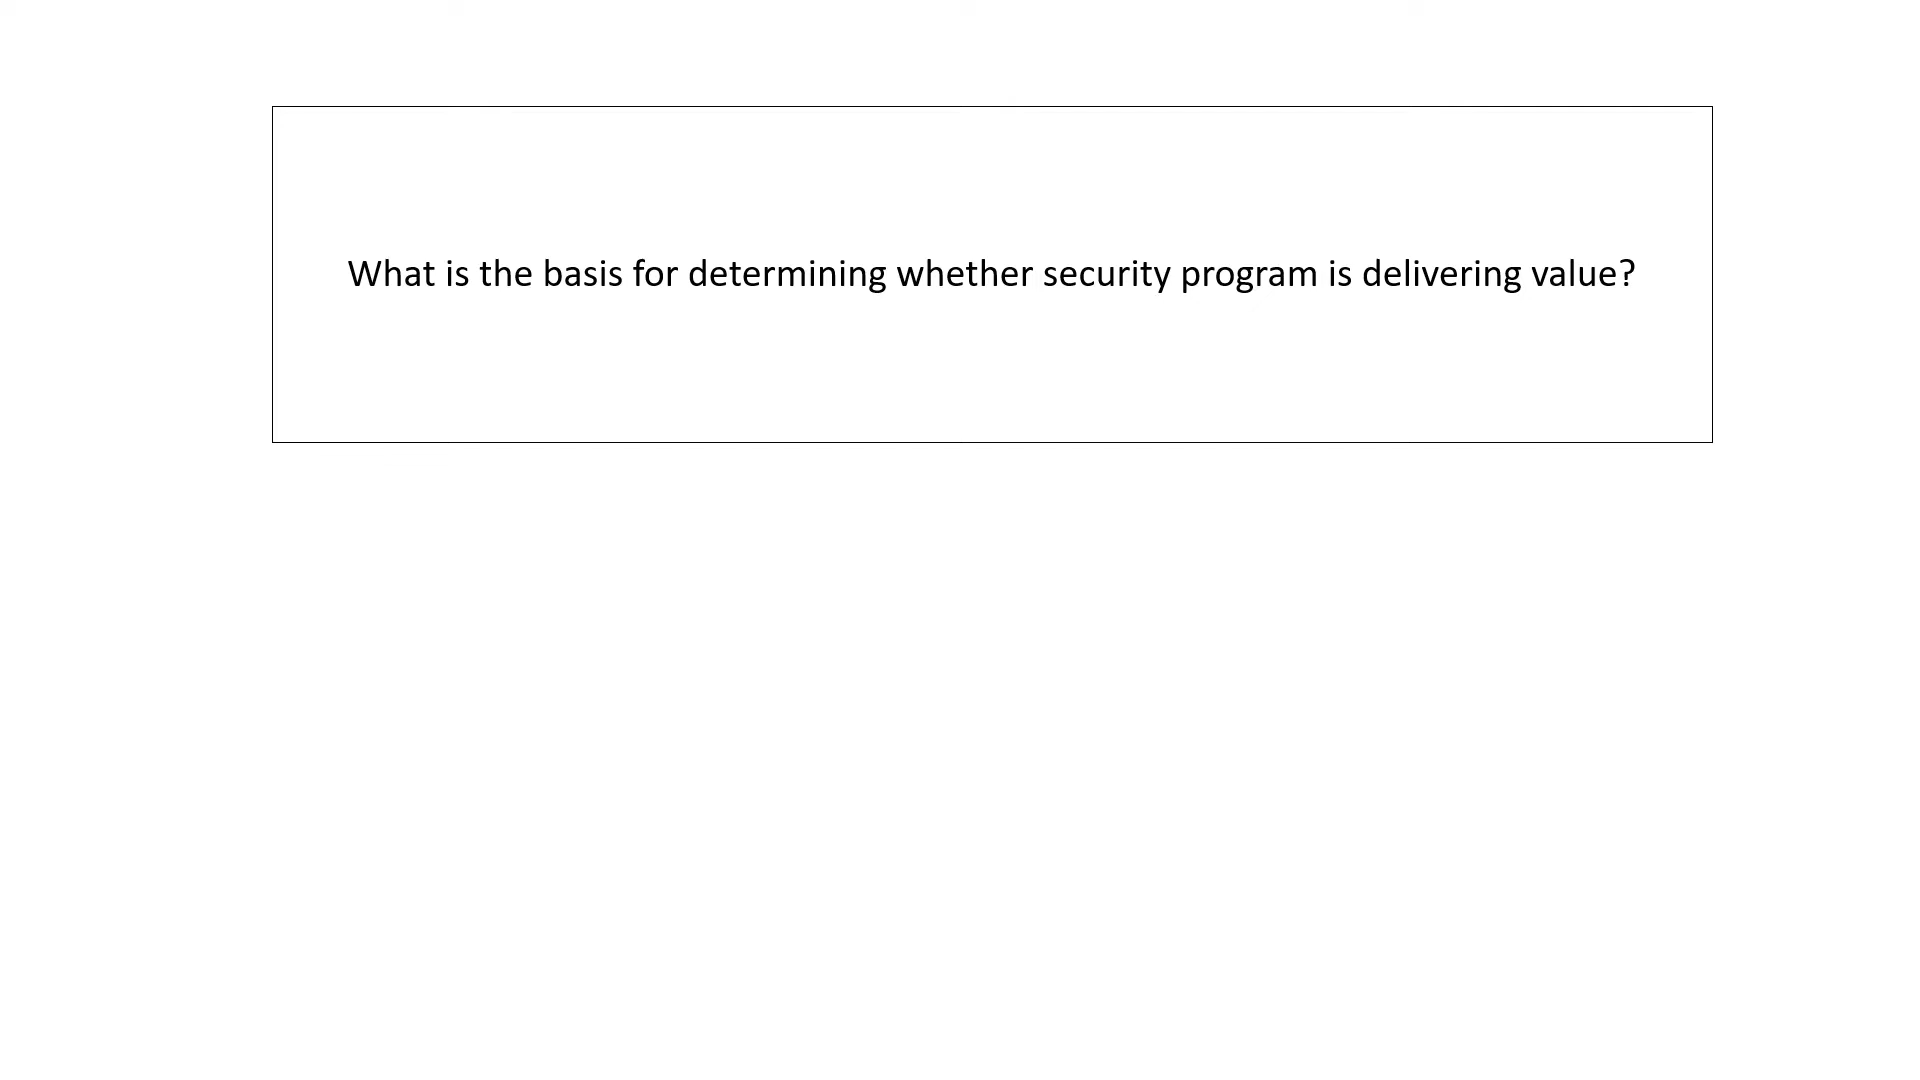 What is the basis for determining whether security program is delivering value?